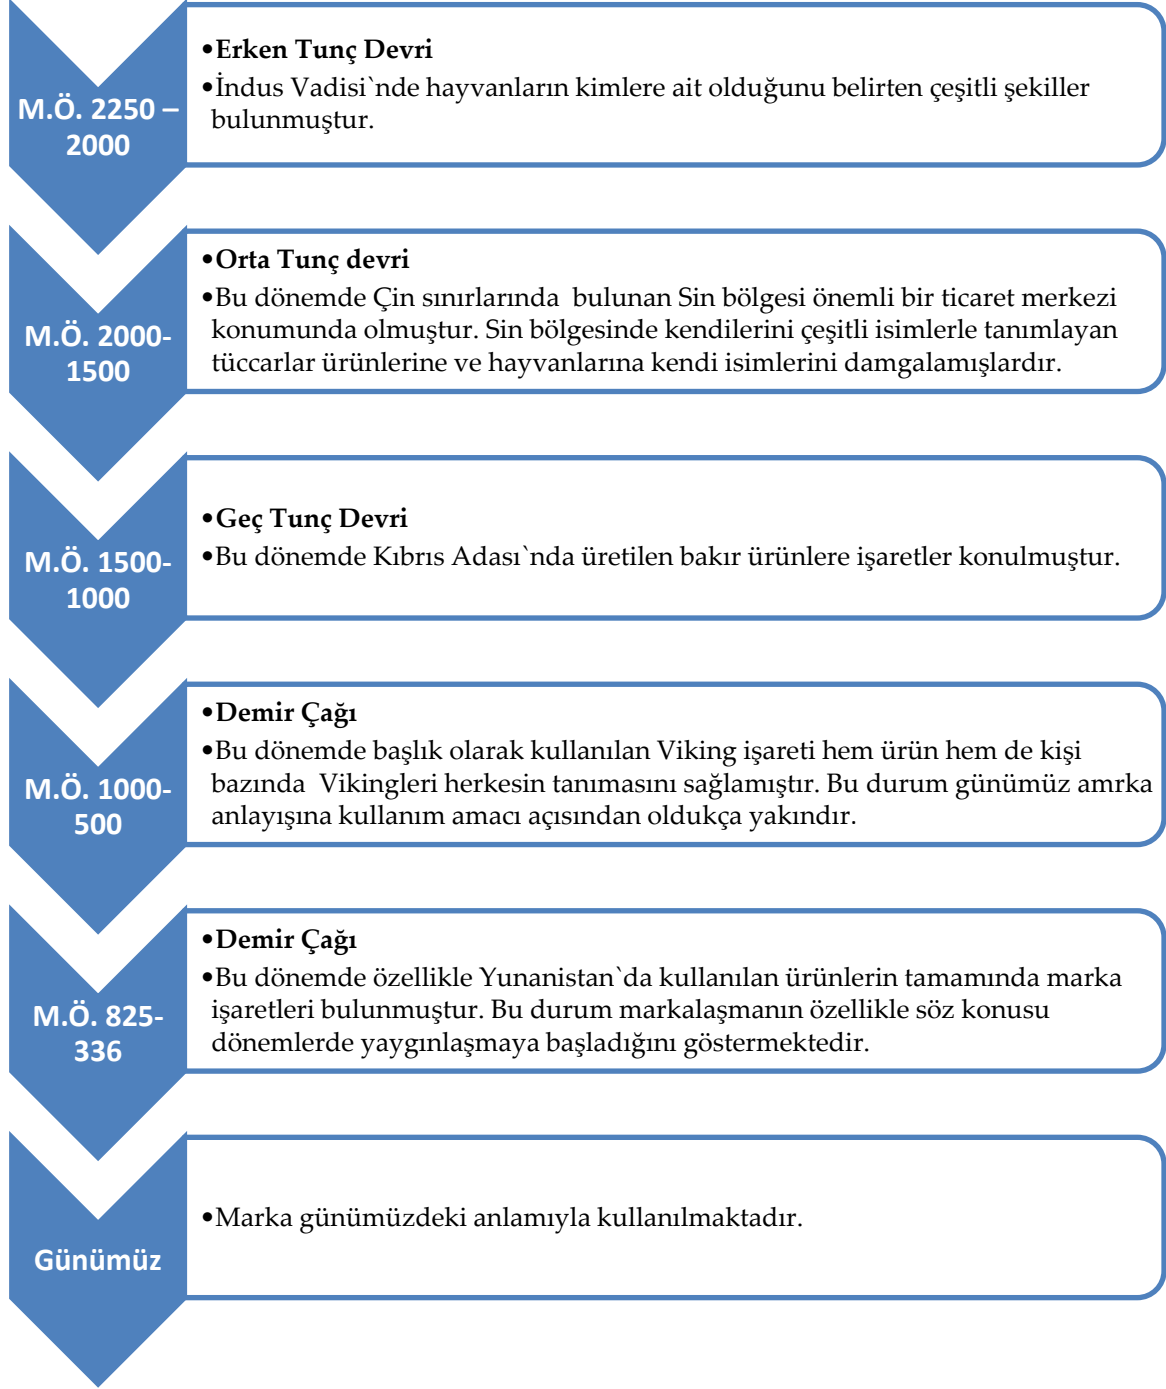 M.Ö. 2250 –
2000
•Erken Tunç Devri
•İndus Vadisi`nde hayvanların kimlere ait olduğunu belirten çeşitli şekiller
bulunmuştur.
M.Ö. 2000-
1500
•Orta Tunç devri
•Bu dönemde Çin sınırlarında  bulunan Sin bölgesi önemli bir ticaret merkezi
konumunda olmuştur. Sin bölgesinde kendilerini çeşitli isimlerle tanımlayan
tüccarlar ürünlerine ve hayvanlarına kendi isimlerini damgalamışlardır.
M.Ö. 1500-
1000
•Geç Tunç Devri
•Bu dönemde Kıbrıs Adası`nda üretilen bakır ürünlere işaretler konulmuştur.
M.Ö. 1000-
500
•Demir Çağı
•Bu dönemde başlık olarak kullanılan Viking işareti hem ürün hem de kişi
bazında  Vikingleri herkesin tanımasını sağlamıştır. Bu durum günümüz amrka
anlayışına kullanım amacı açısından oldukça yakındır.
M.Ö. 825-
336
•Demir Çağı
•Bu dönemde özellikle Yunanistan`da kullanılan ürünlerin tamamında marka
işaretleri bulunmuştur. Bu durum markalaşmanın özellikle söz konusu
dönemlerde yaygınlaşmaya başladığını göstermektedir.
Günümüz
•Marka günümüzdeki anlamıyla kullanılmaktadır.